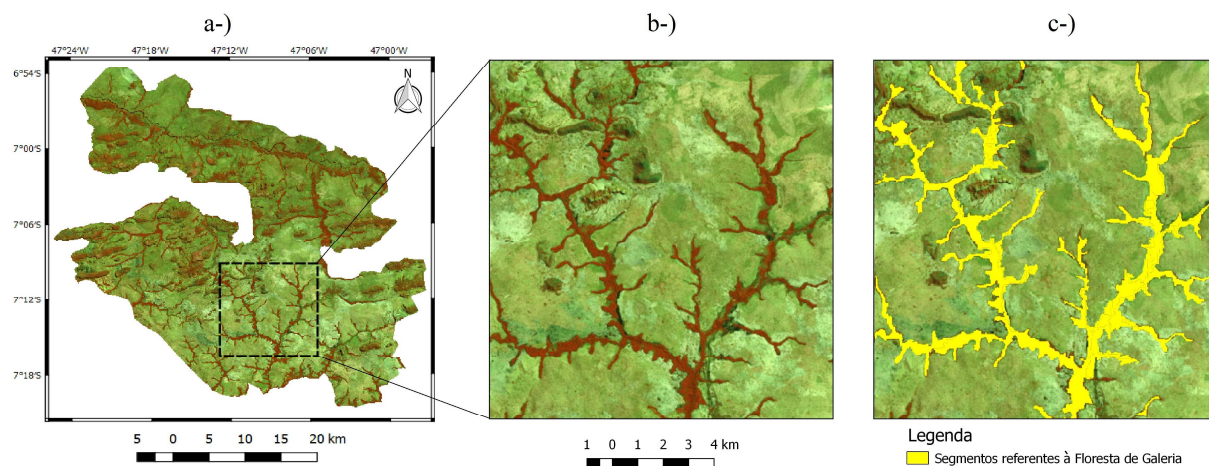 a-)
b-)
c-)
47°24'W 47°18'W 47°12'W 47°06'W 47°00'W
6°54'S
N
7°00'S
7°06'S
7°12'S
7°18'S
5 0 5 10 15 20 km
1 0 1 2 3 4 km
Legenda
Segmentos referentes à Floresta de Galeria